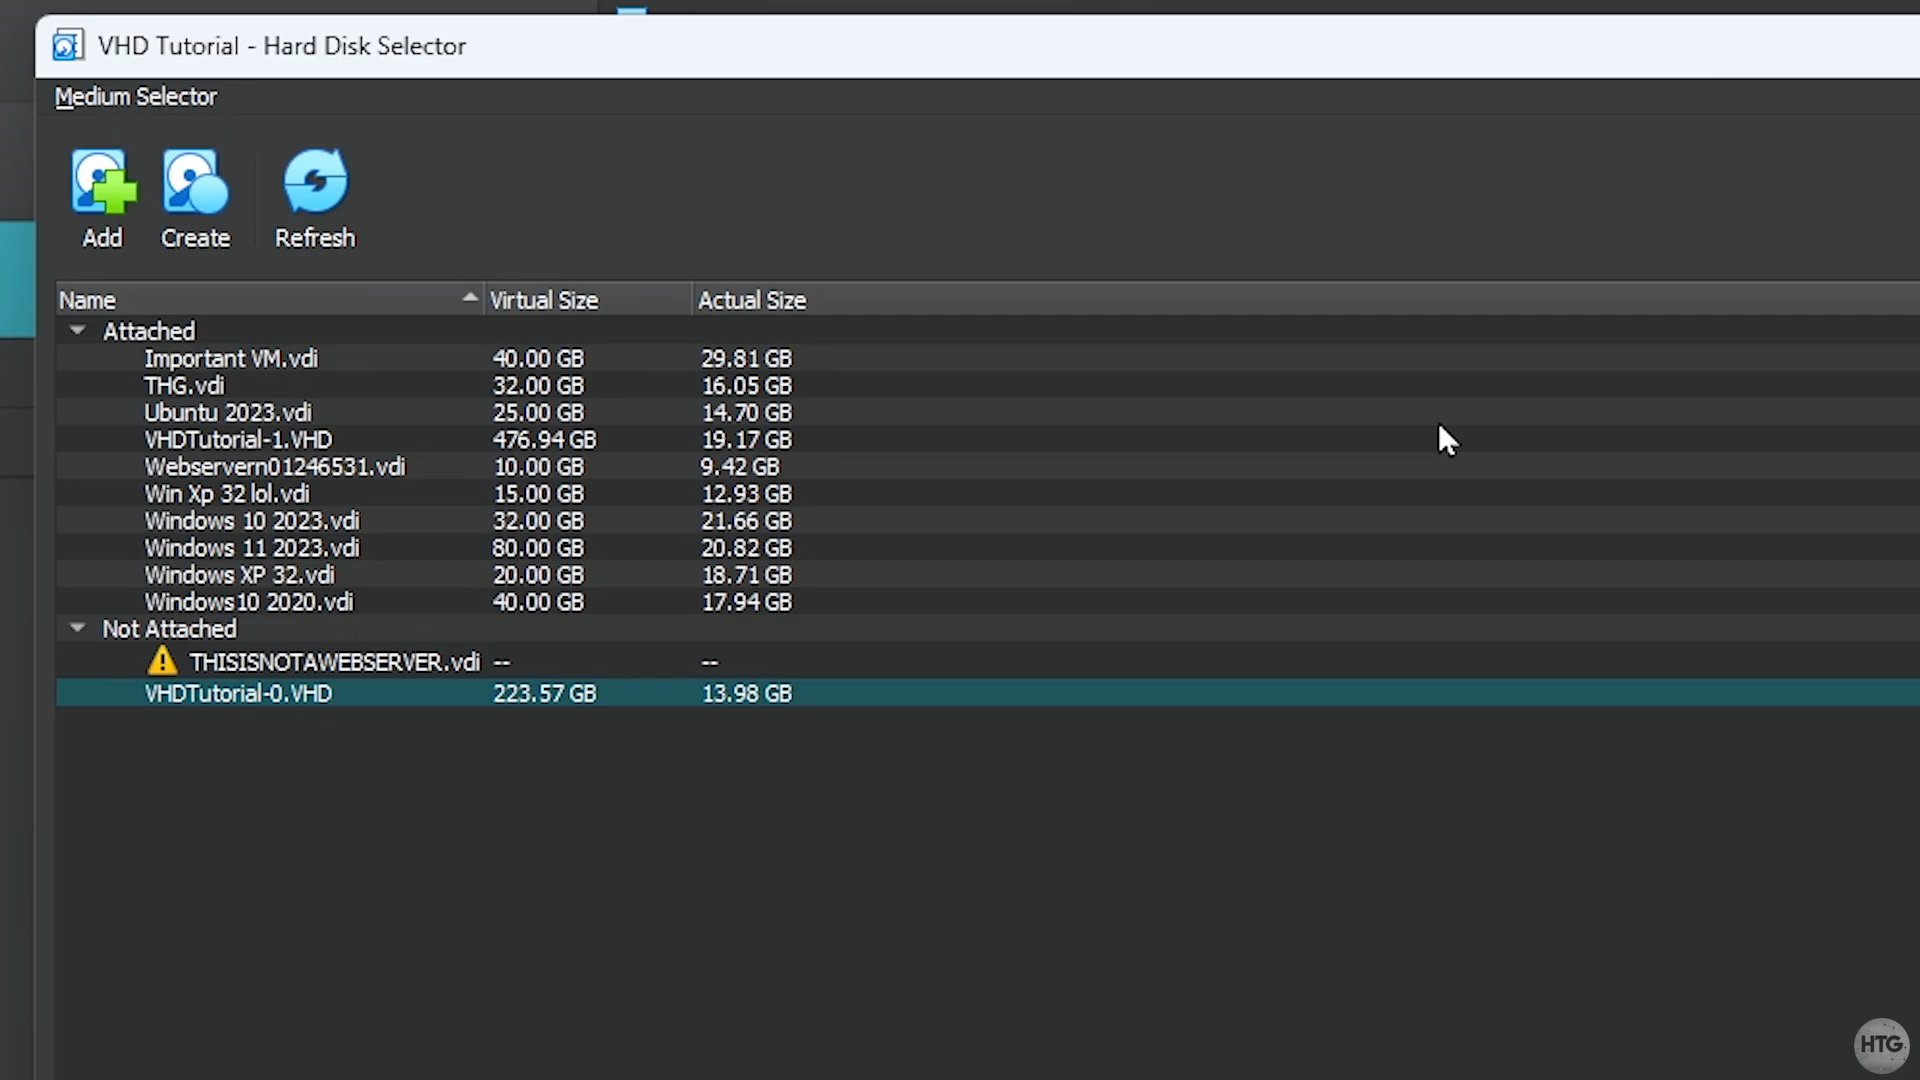 VHD Tutorial - Hard Disk Selector
Medium Selector
Add Create Refresh
Name Virtual Size Actual Size
Attached
Important VM.vdi 40.00 GB 29.81 GB
THG.vdi 32.00 GB 16.05 GB
Ubuntu 2023.vdi 25.00 GB 14.70 GB
VHDTutorial-1.VHD 476.94 GB 19.17 GB
Webservern01246531.vdi 10.00 GB 9.42 GB
Win Xp 32 lol.vdi 15.00 GB 12.93 GB
Windows 10 2023.vdi 32.00 GB 21.66 GB
Windows 11 2023.vdi 80.00 GB 20.82 GB
Windows XP 32.vdi 20.00 GB 18.71 GB
Windows10 2020.vdi 40.00 GB 17.94 GB
Not Attached
THISISNOTAWEBSERVER.vdi -- --
VHDTutorial-0.VHD 223.57 GB 13.98 GB
HTG